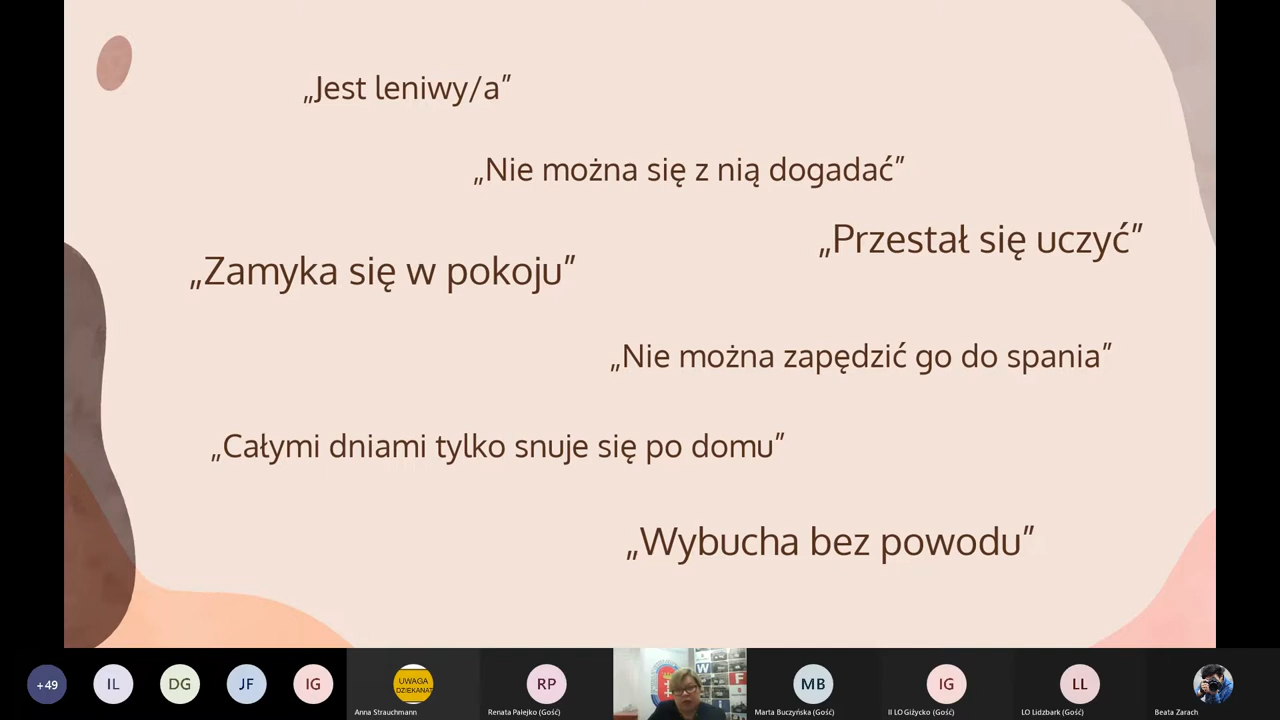 „Jest leniwy/a”
„Nie można się z nią dogadać”
„Przestał się uczyć”
„Zamyka się w pokoju”
„Nie można zapędzić go do spania”
„Całymi dniami tylko snuje się po domu”
„Wybucha bez powodu”
+49
IL
DG
JF
IG
UWAGA
DZIEKANAT
Anna Strauchmann
RP
Renata Palejko (Gość)
W
F
MB
Marta Buczyńska (Gość)
IG
II LO Giżycko (Gość)
LL
LO Lidzbark (Gość)
Beata Zarach